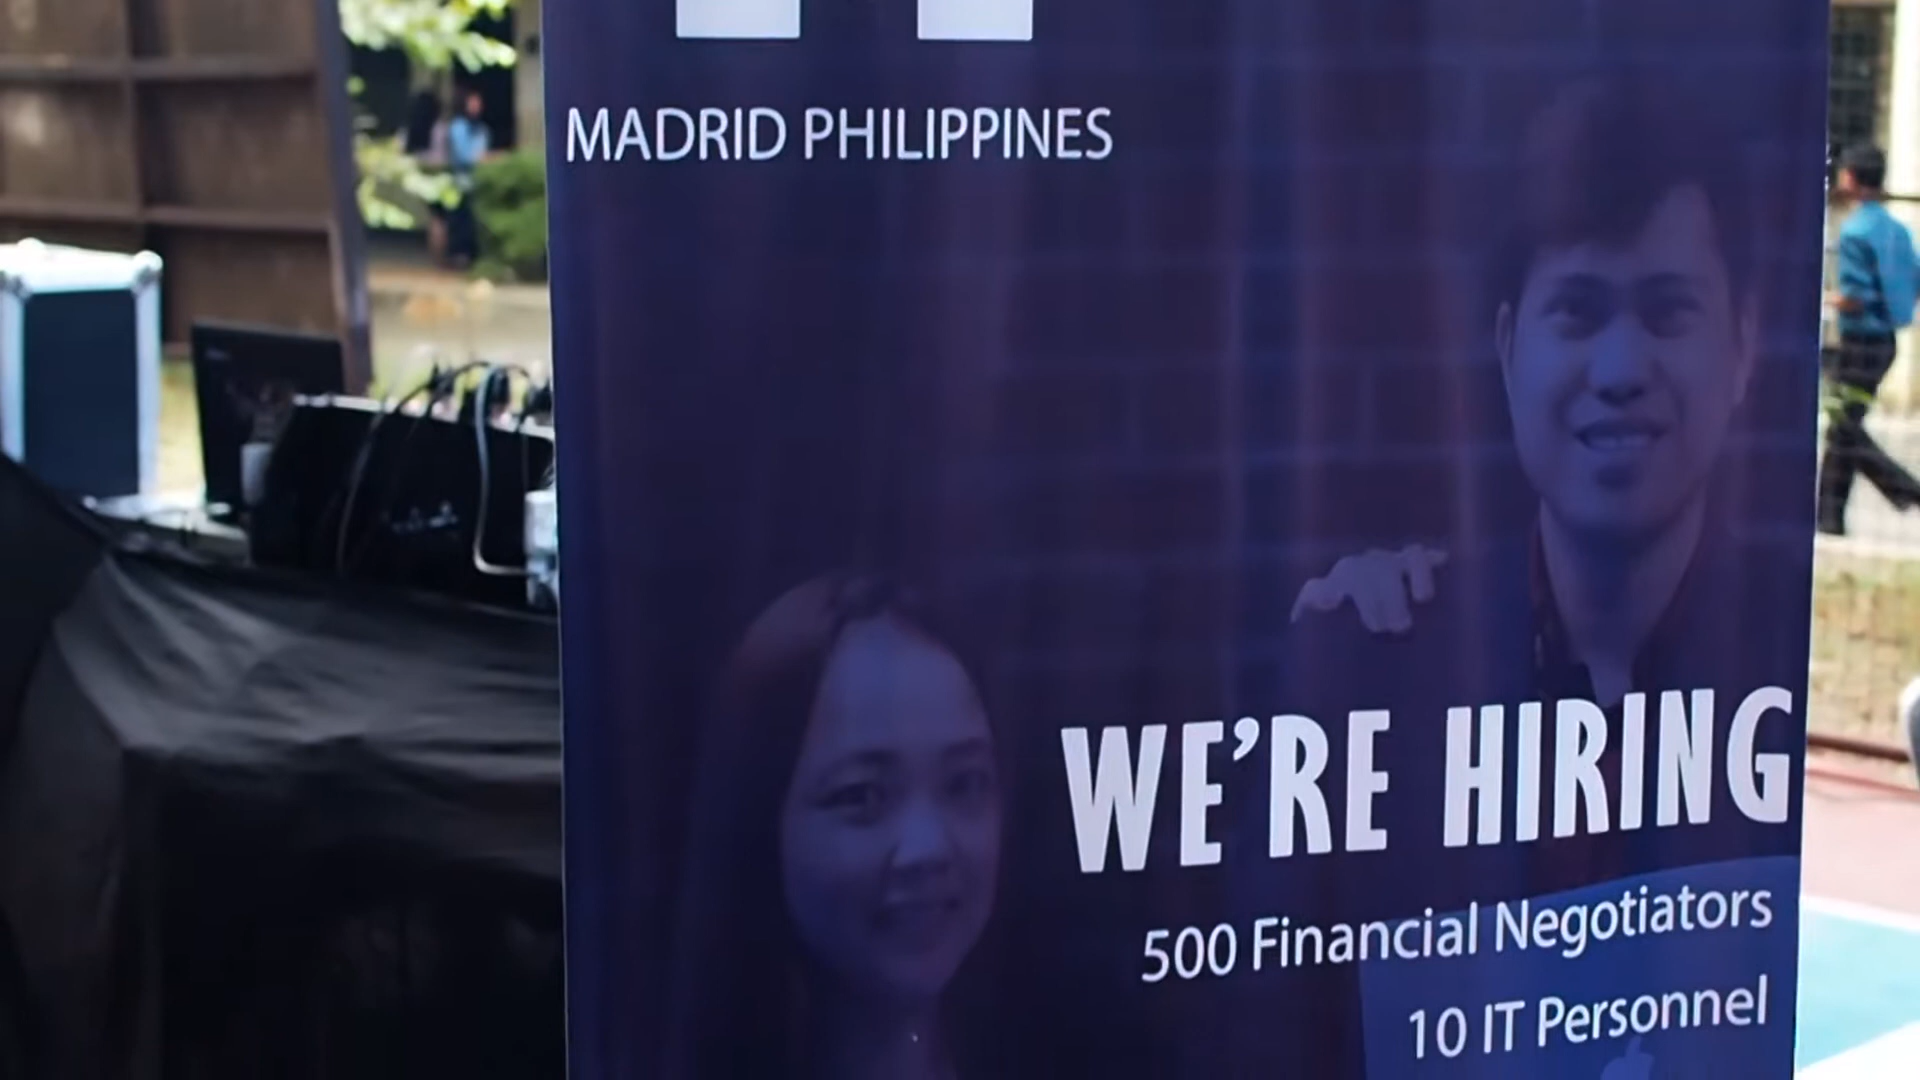 MADRID PHILIPPINES
WE'RE HIRING
500 Financial Negotiators
10 IT Personnel